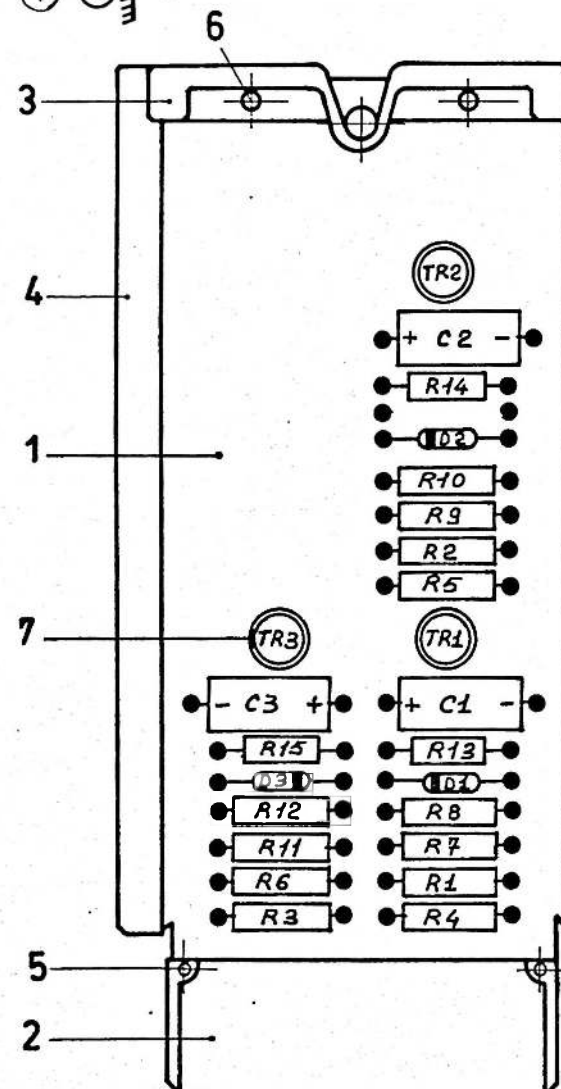 6
3
TR2
4
+ C2 -
R14
D2
1
R10
R9
R2
R5
7
TR3 TR1
- C3 + + C1 -
R15 R13
D3 D1
R12 R8
R11 R7
R6 R1
R3 R4
5
2